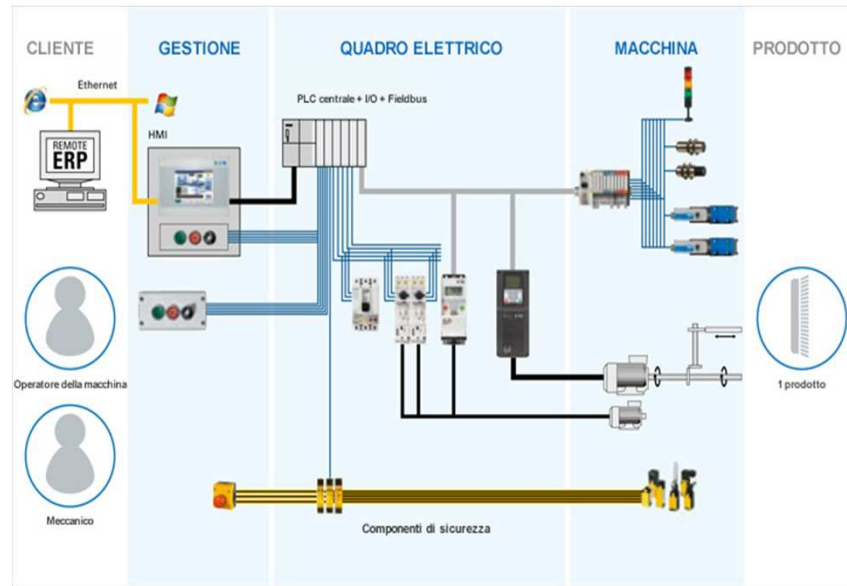 CLIENTE
GESTIONE
QUADRO ELETTRICO
MACCHINA
PRODOTTO
Ethernet
PLC centrale + I/O + Fieldbus
HMI
REMOTE
ERP
Operatore della macchina
1 prodotto
Meccanico
Componenti di sicurezza